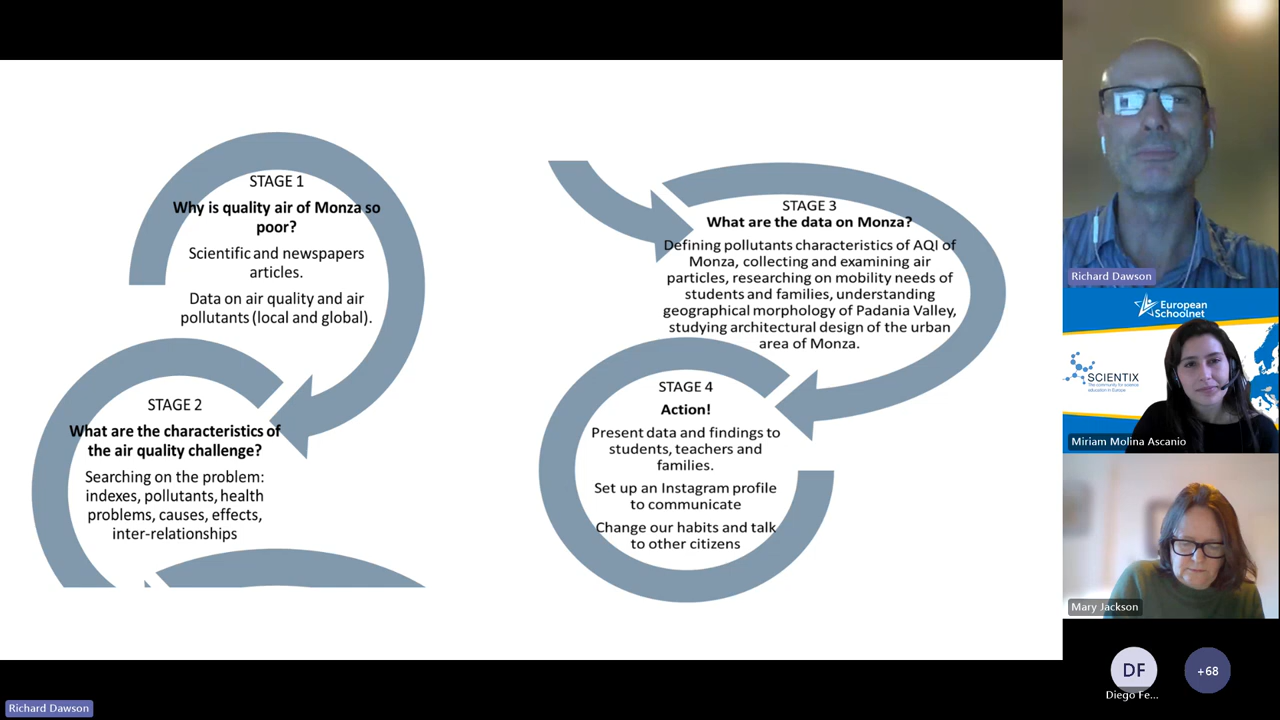 STAGE 1
Why is quality air of Monza so
poor?
Scientific and newspapers
articles.
Data on air quality and air
pollutants (local and global).
STAGE 2
What are the characteristics of
the air quality challenge?
Searching on the problem:
indexes, pollutants, health
problems, causes, effects,
inter-relationships
STAGE 3
What are the data on Monza?
Defining pollutants characteristics of AQI of
Monza, collecting and examining air
particles, researching on mobility needs of
students and families, understanding
geographical morphology of Padania Valley,
studying architectural design of the urban
area of Monza.
STAGE 4
Action!
Present data and findings to
students, teachers and
families.
Set up an Instagram profile
to communicate
Change our habits and talk
to other citizens
Richard Dawson
European
Schoolnet
SCIENTIX
The community for science
education in Europe
Miriam Molina Ascanio
Mary Jackson
DF
+68
Diego Fe...
Richard Dawson